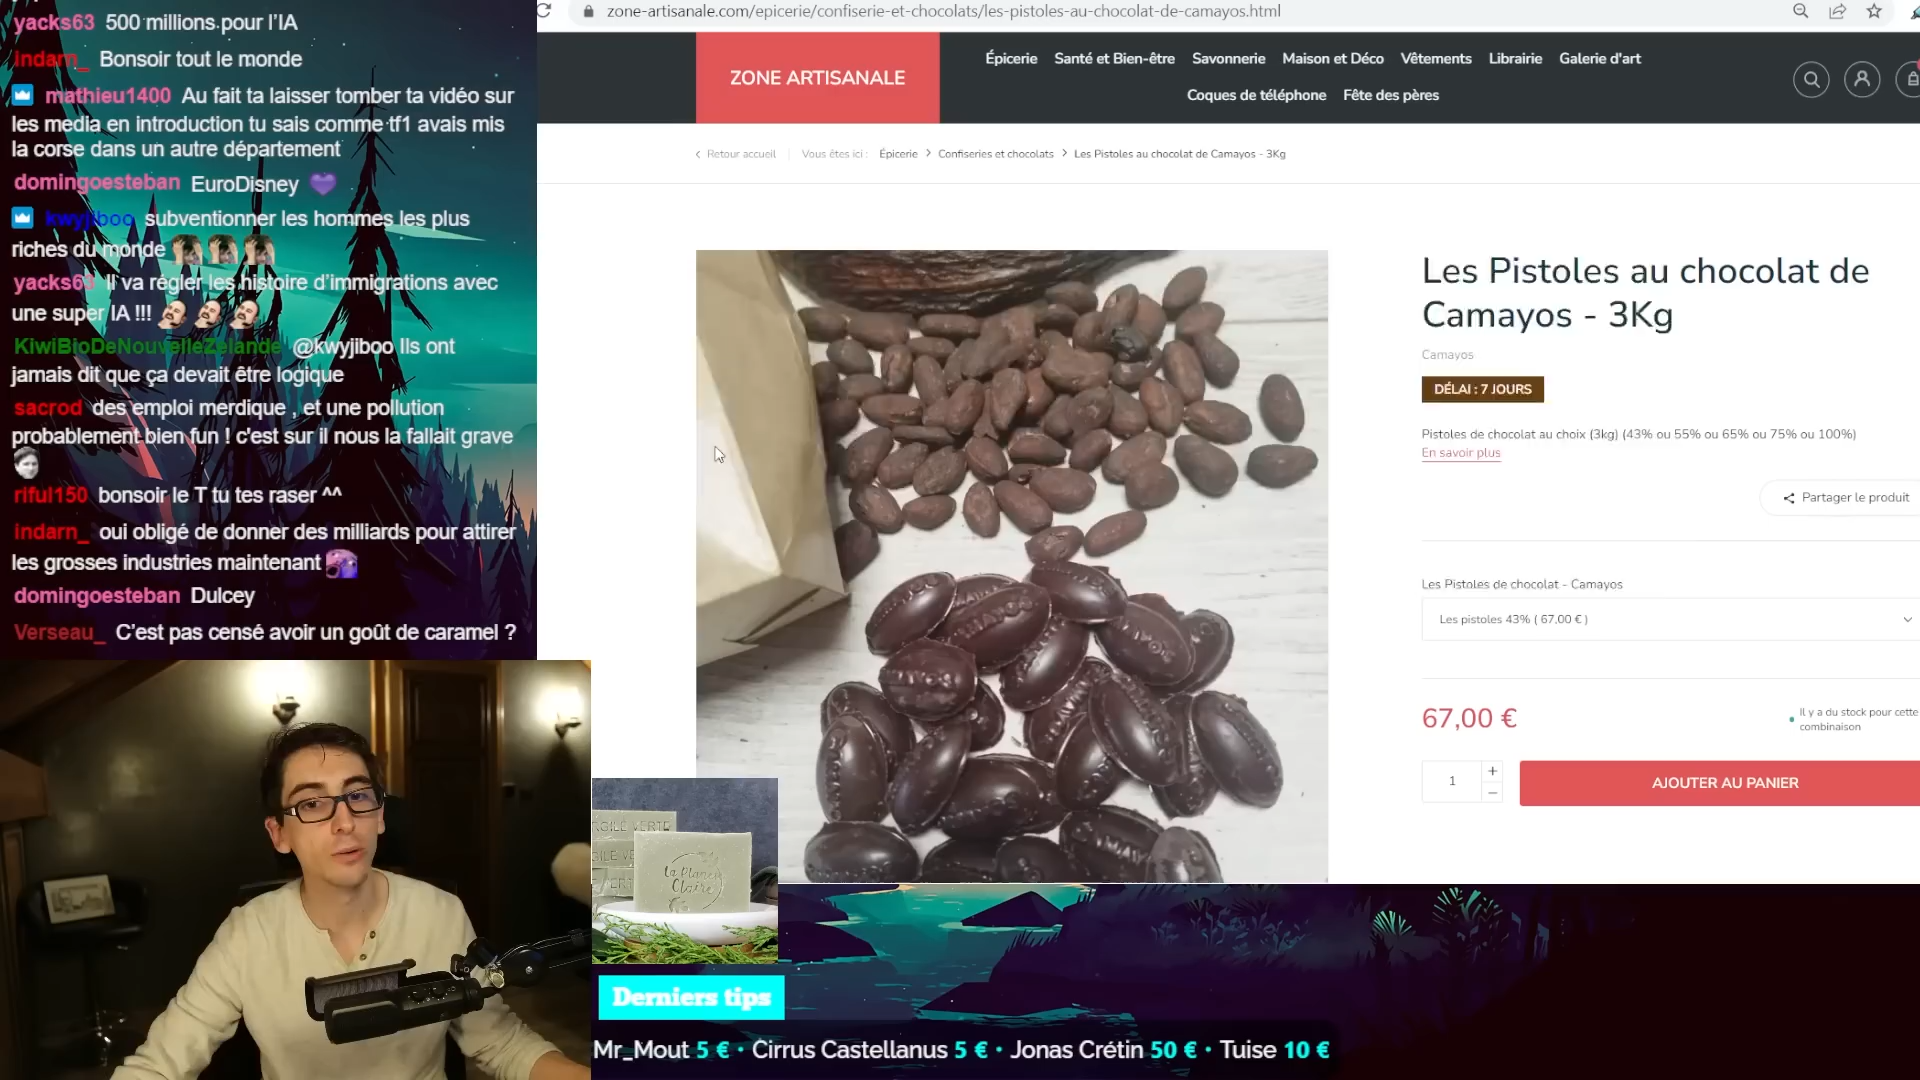 yacks63 500 millions pour l'IA
indarn_ Bonsoir tout le monde
mathieu1400 Au fait ta laisser tomber ta vidéo sur
les media en introduction tu sais comme tf1 avais mis
la corse dans un autre département
domingoesteban EuroDisney
kwyjiboo subventionner les hommes les plus
riches du monde
yacks63 Il va régler les histoire d'immigrations avec
une super IA !!!
KiwiBioDeNouvelleZelande @kwyjiboo Ils ont
jamais dit que ça devait être logique
sacrod des emploi merdique , et une pollution
probablement bien fun ! c'est sur il nous la fallait grave
riful150 bonsoir le T tu tes raser ^^
indarn_ oui obligé de donner des milliards pour attirer
les grosses industries maintenant
domingoesteban Dulcey
Verseau_ C'est pas censé avoir un goût de caramel ?
zone-artisanale.com/epicerie/confiserie-et-chocolats/les-pistoles-au-chocolat-de-camayos.html
ZONE ARTISANALE
Épicerie Santé et Bien-être Savonnerie Maison et Déco Vêtements Librairie Galerie d'art
Coques de téléphone Fête des pères
Retour accueil Vous êtes ici : Épicerie > Confiseries et chocolats > Les Pistoles au chocolat de Camayos - 3Kg
Les Pistoles au chocolat de
Camayos - 3Kg
Camayos
DÉLAI : 7 JOURS
Pistoles de chocolat au choix (3kg) (43% ou 55% ou 65% ou 75% ou 100%)
En savoir plus
Partager le produit
Les Pistoles de chocolat - Camayos
Les pistoles 43% ( 67,00 € )
67,00 €
Il y a du stock pour cette
combinaison
1
+
–
AJOUTER AU PANIER
ARGILE VERTE
La Planète
Claire
Derniers tips
Mr_Mout 5 € • Cirrus Castellanus 5 € • Jonas Crétin 50 € • Tuise 10 €